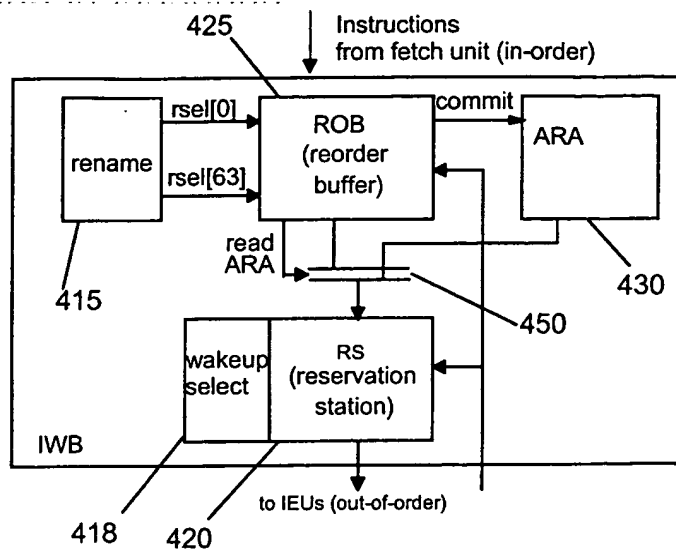 Instructions
from fetch unit (in-order)
425
rename
rsel[0]
rsel[63]
ROB
(reorder
buffer)
commit
ARA
read
ARA
415
430
450
wakeup
select
RS
(reservation
station)
IWB
to IEUs (out-of-order)
418
420